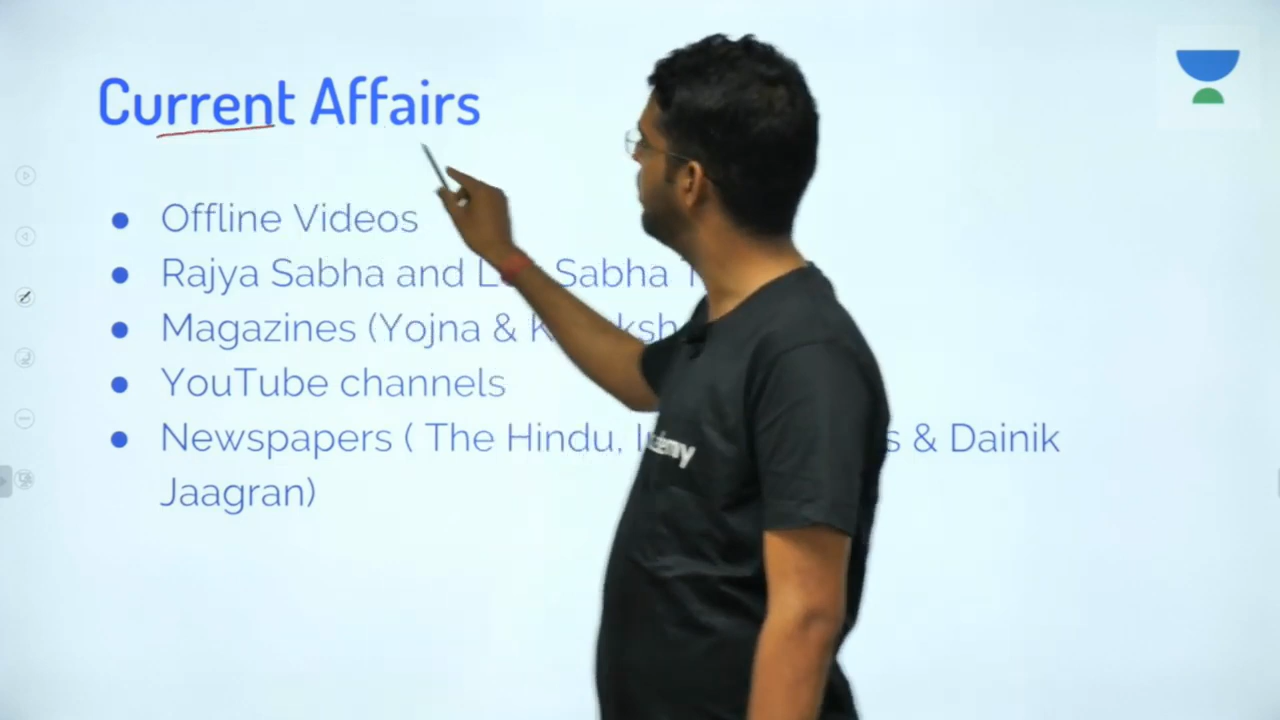 Current Affairs
Offline Videos
Rajya Sabha and Sabha
Magazines (Yojna &
YouTube channels
Newspapers ( The Hindu, & Dainik
Jaagran)